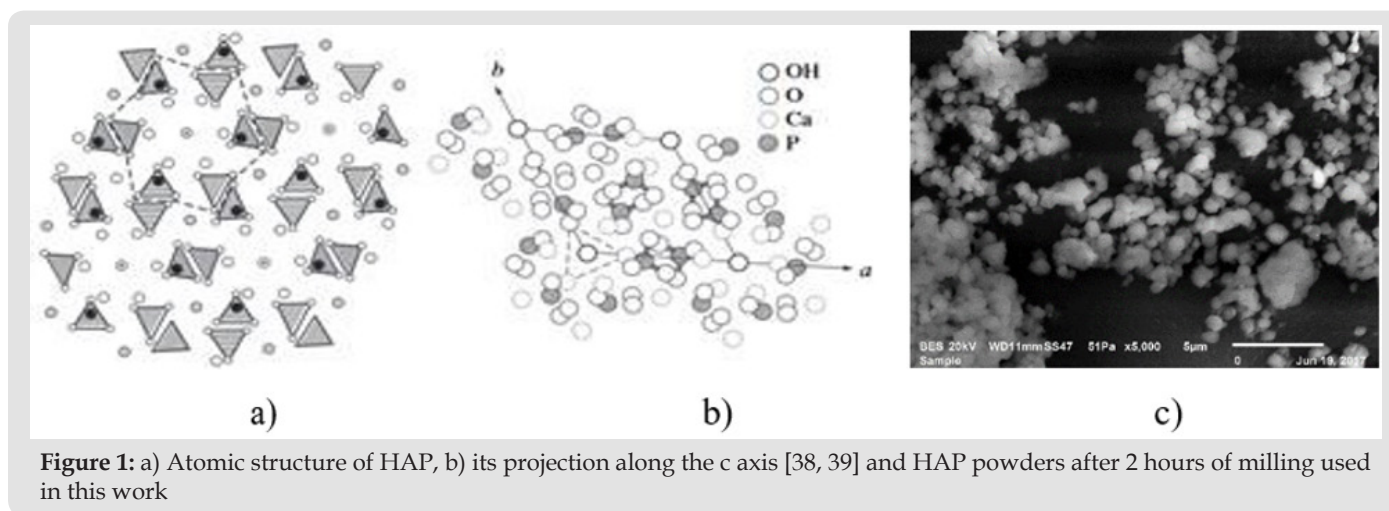 b
OH
O
Ca
P
a
BES 20kV WD11mmSS47 51Pa x5,000 5µm
Sample 0 Jun 19, 2017
a) b) c)
Figure 1: a) Atomic structure of HAP, b) its projection along the c axis [38, 39] and HAP powders after 2 hours of milling used
in this work